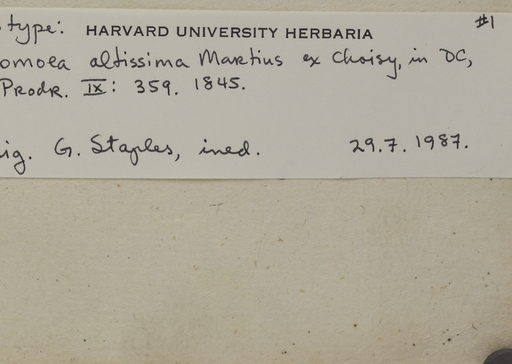 type: HARVARD UNIVERSITY HERBARIA #1
omoea altissima Martius ex Choisy, in DC,
Prodr. IX: 359. 1845.
ig. G. Staples, ined. 29.7.1987.